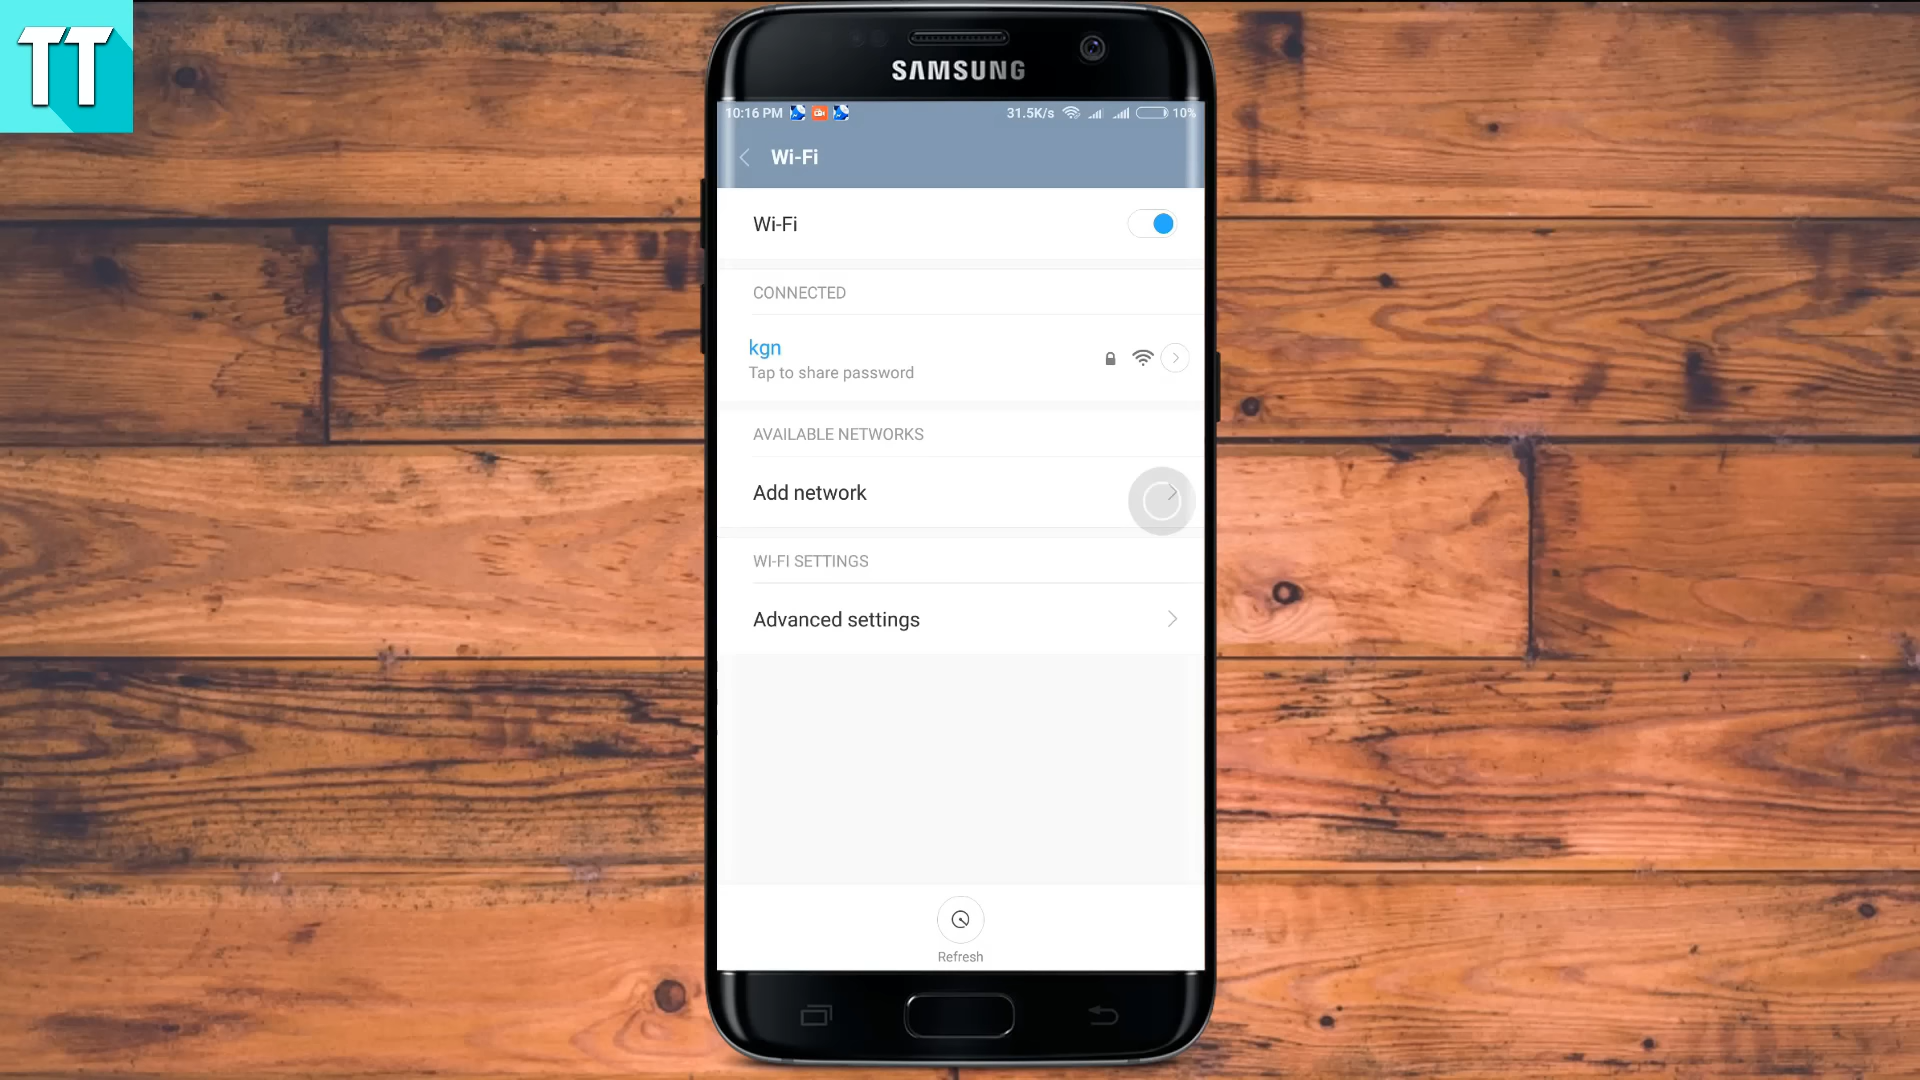 TT
SAMSUNG
10:16 PM 31.5K/s 10%
Wi-Fi
Wi-Fi
CONNECTED
kgn
Tap to share password
AVAILABLE NETWORKS
Add network
WI-FI SETTINGS
Advanced settings
Refresh